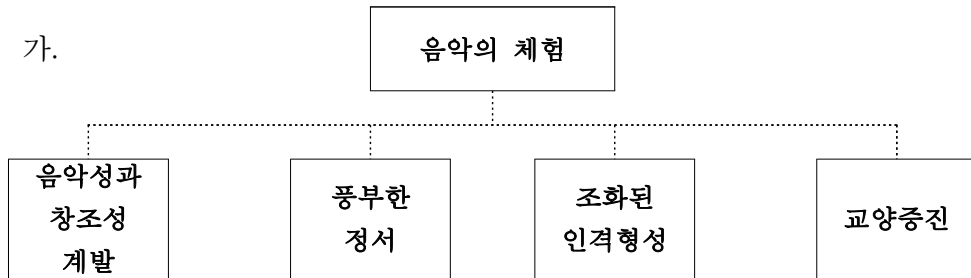 가.
음악의 체험
음악성과
창조성
계발
풍부한
정서
조화된
인격형성
교양증진